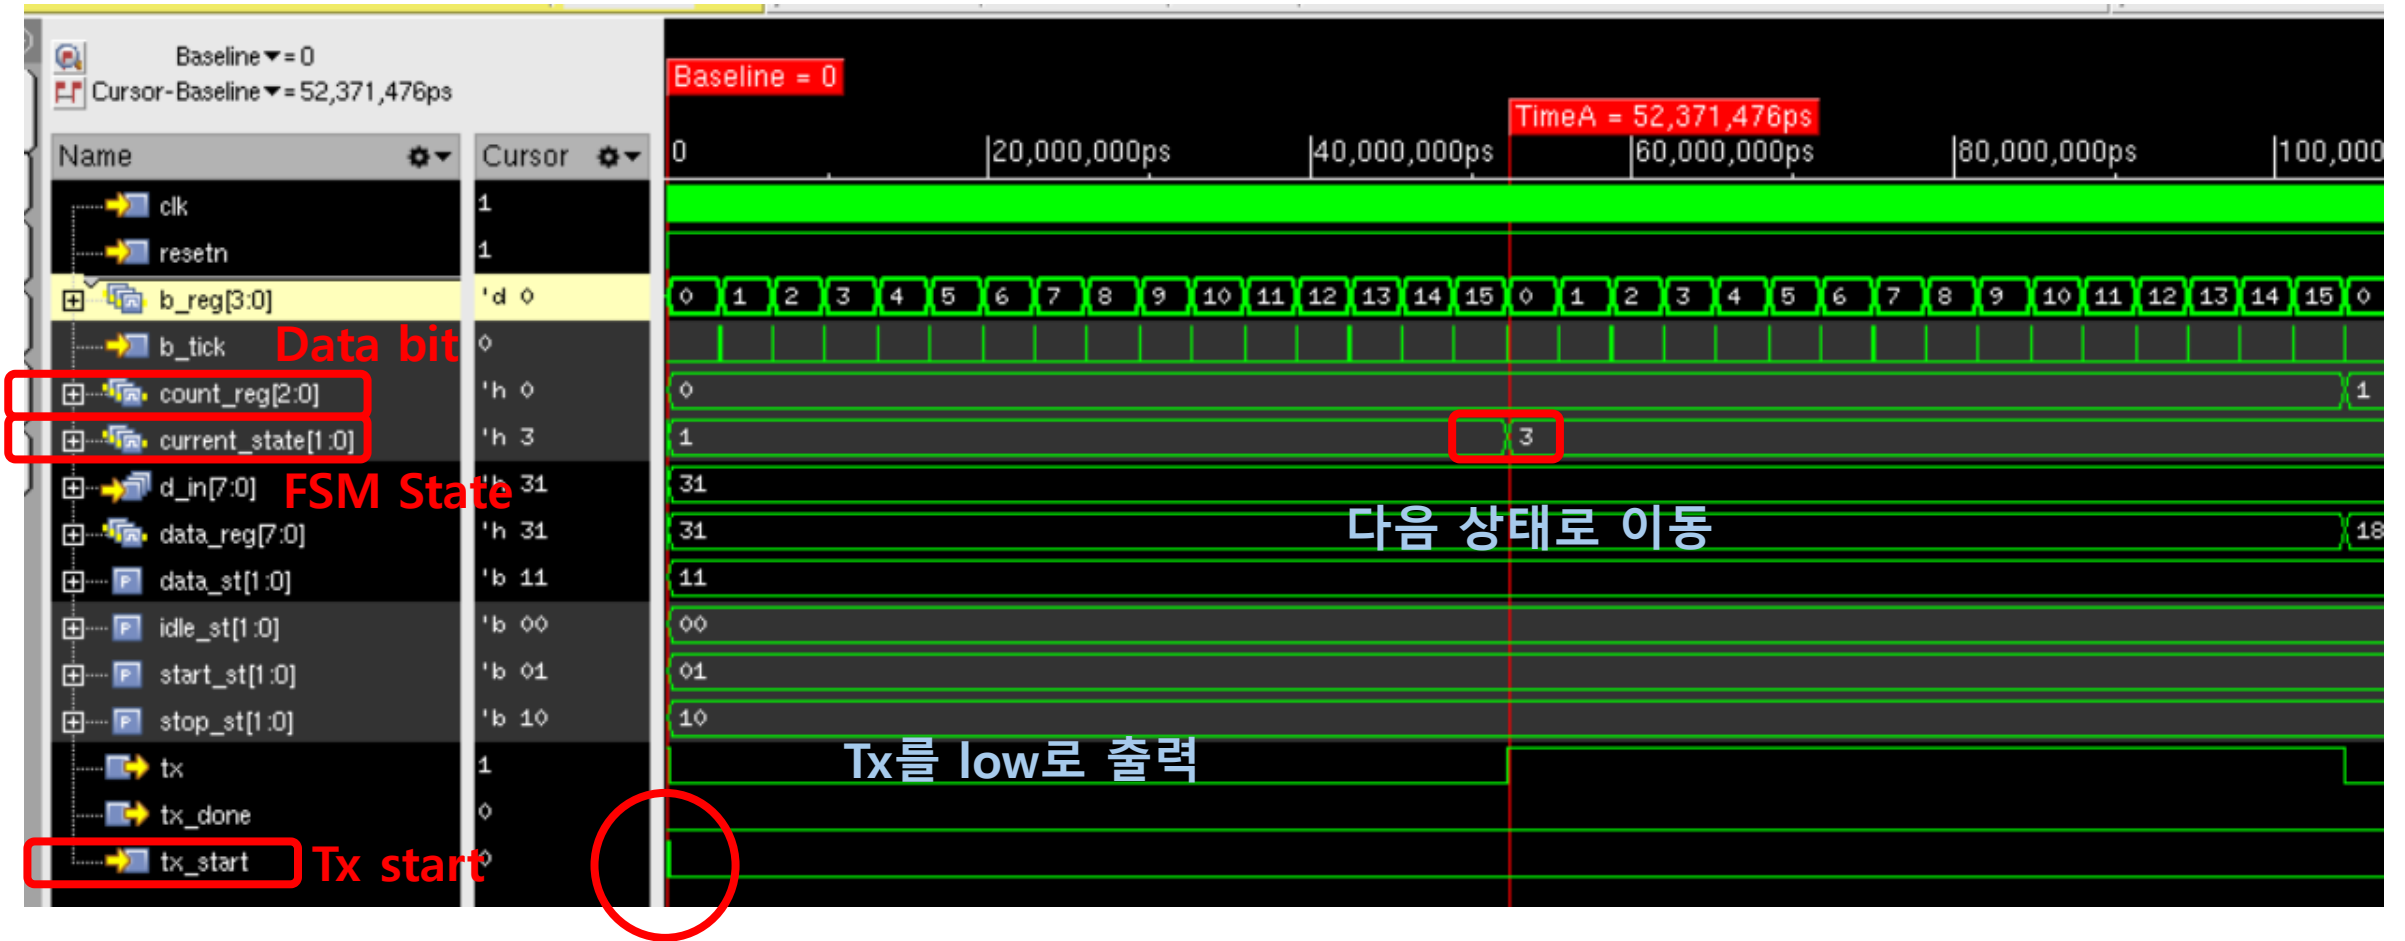 Baseline▼= 0
Cursor-Baseline▼= 52,371,476ps
Baseline = 0
TimeA = 52,371,476ps
0 20,000,000ps 40,000,000ps 60,000,000ps 80,000,000ps 100,000
Name Cursor
clk 1
resetn 1
b_reg[3:0] 'd 0 0 1 2 3 4 5 6 7 8 9 10 11 12 13 14 15 0 1 2 3 4 5 6 7 8 9 10 11 12 13 14 15 0
b_tick 0
Data bit
count_reg[2:0] 'h 0 0 1
current_state[1:0] 'h 3 1 3
FSM State
d_in[7:0] 'h 31 31
다음 상태로 이동
data_reg[7:0] 'h 31 31 18
data_st[1:0] 'b 11 11
idle_st[1:0] 'b 00 00
start_st[1:0] 'b 01 01
stop_st[1:0] 'b 10 10
tx 1
Tx를 low로 출력
tx_done 0
tx_start 0
Tx start